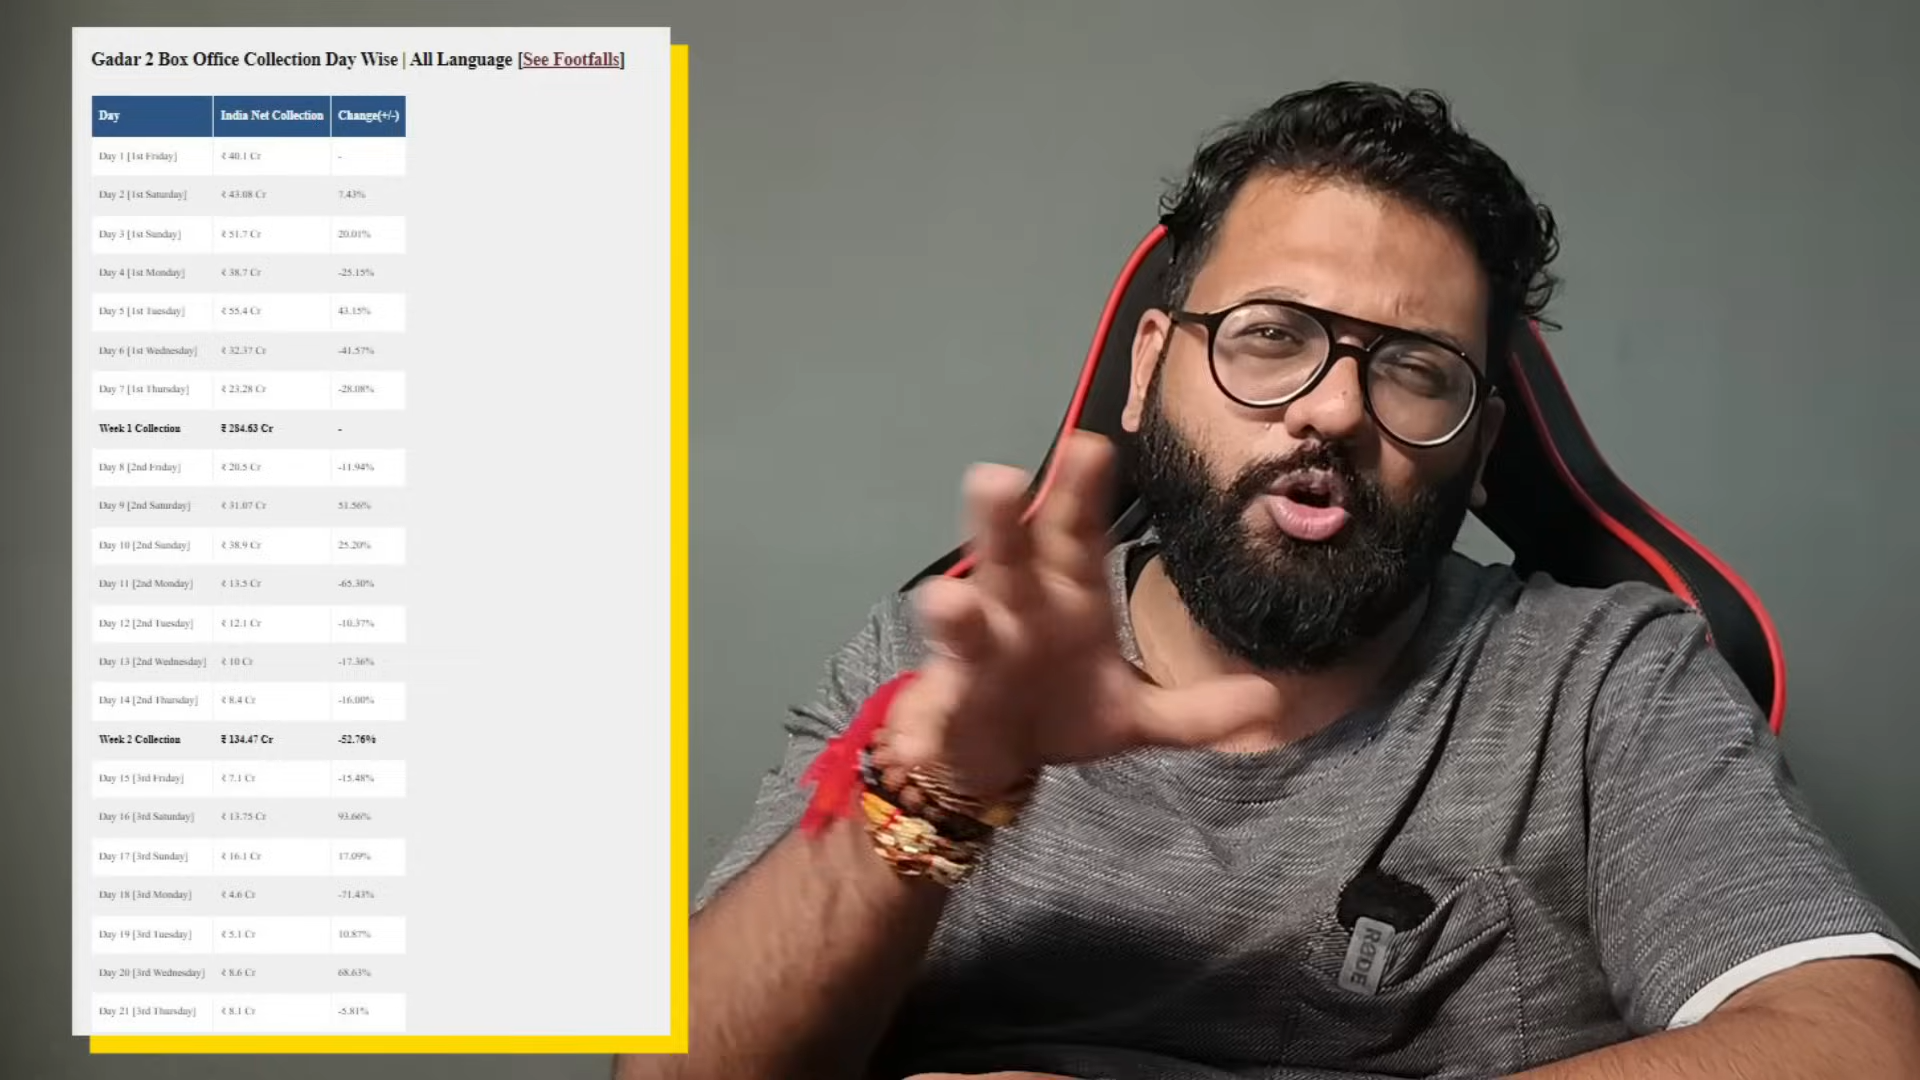 Gadar 2 Box Office Collection Day Wise | All Language [See Footfalls]
Day India Net Collection Change(+/-)
Day 1 [1st Friday] ₹ 40.1 Cr -
Day 2 [1st Saturday] ₹ 43.08 Cr 7.43%
Day 3 [1st Sunday] ₹ 51.7 Cr 20.01%
Day 4 [1st Monday] ₹ 38.7 Cr -25.15%
Day 5 [1st Tuesday] ₹ 55.4 Cr 43.15%
Day 6 [1st Wednesday] ₹ 32.37 Cr -41.57%
Day 7 [1st Thursday] ₹ 23.28 Cr -28.08%
Week 1 Collection ₹ 284.63 Cr -
Day 8 [2nd Friday] ₹ 20.5 Cr -11.94%
Day 9 [2nd Saturday] ₹ 31.07 Cr 51.56%
Day 10 [2nd Sunday] ₹ 38.9 Cr 25.20%
Day 11 [2nd Monday] ₹ 13.5 Cr -65.30%
Day 12 [2nd Tuesday] ₹ 12.1 Cr -10.37%
Day 13 [2nd Wednesday] ₹ 10 Cr -17.36%
Day 14 [2nd Thursday] ₹ 8.4 Cr -16.00%
Week 2 Collection ₹ 134.47 Cr -52.76%
Day 15 [3rd Friday] ₹ 7.1 Cr -15.48%
Day 16 [3rd Saturday] ₹ 13.75 Cr 93.66%
Day 17 [3rd Sunday] ₹ 16.1 Cr 17.09%
Day 18 [3rd Monday] ₹ 4.6 Cr -71.43%
Day 19 [3rd Tuesday] ₹ 5.1 Cr 10.87%
Day 20 [3rd Wednesday] ₹ 8.6 Cr 68.63%
Day 21 [3rd Thursday] ₹ 8.1 Cr -5.81%
RØDE